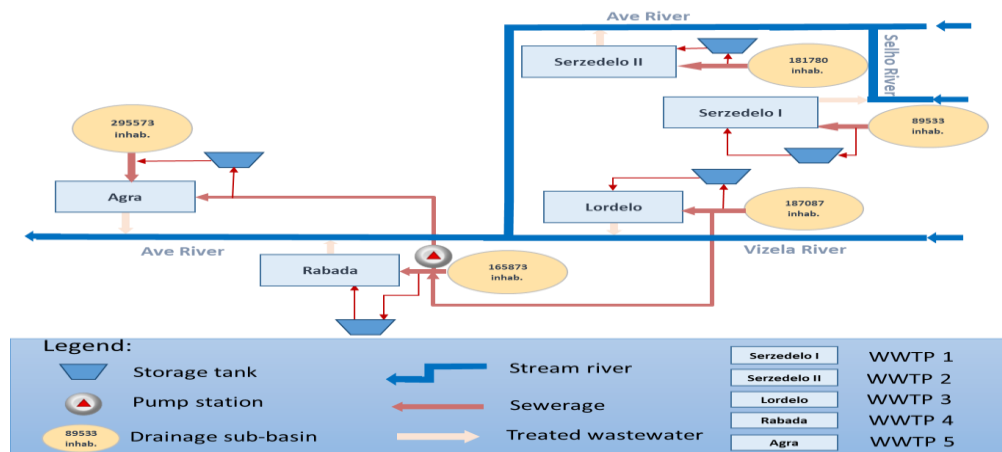 Ave River
Selho River
Serzedelo II
181780
inhab.
Serzedelo I
89533
inhab.
295573
inhab.
Agra
Lordelo
187087
inhab.
Ave River
Vizela River
Rabada
165873
inhab.
Legend:
Storage tank
Pump station
89533
inhab.
Drainage sub-basin
Stream river
Sewerage
Treated wastewater
Serzedelo I
WWTP 1
Serzedelo II
WWTP 2
Lordelo
WWTP 3
Rabada
WWTP 4
Agra
WWTP 5